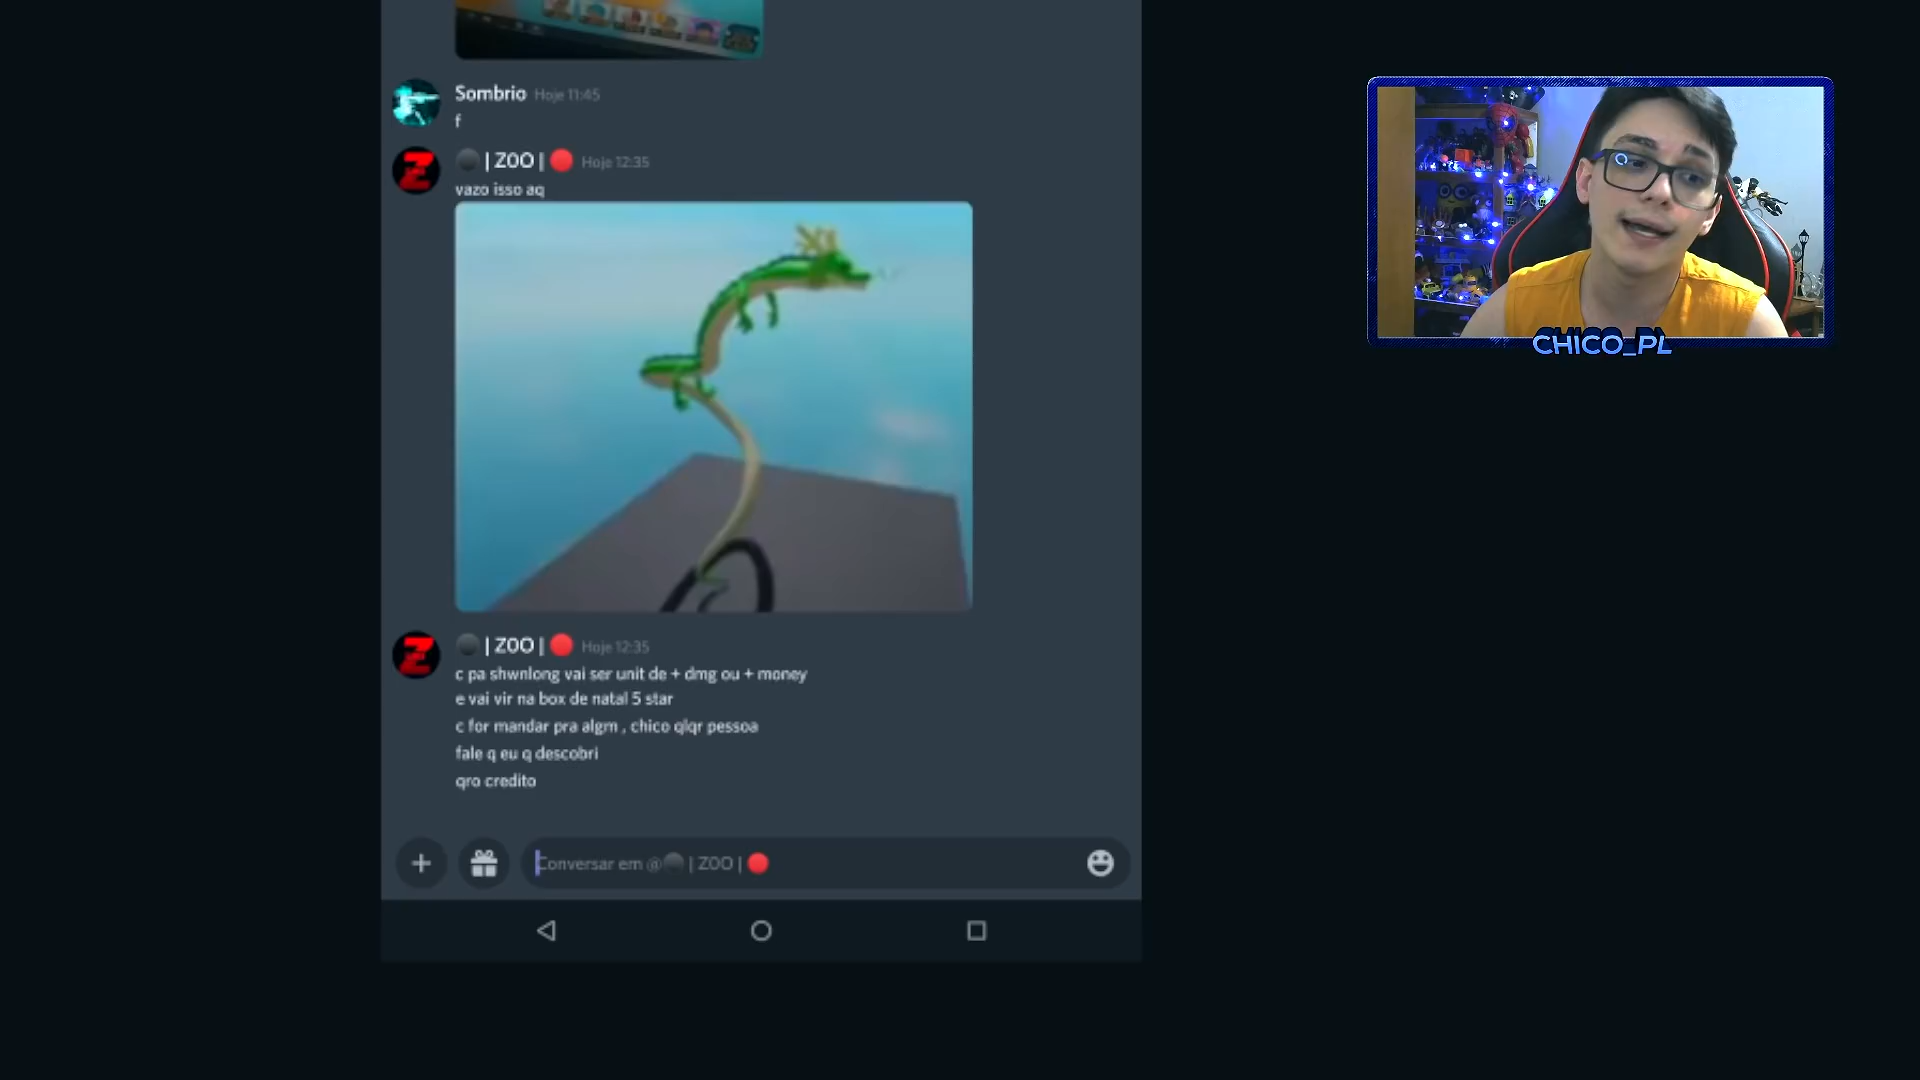 Sombrio Hoje 11:45
f
| ZOO | Hoje 12:35
vazo isso aq
| ZOO | Hoje 12:35
c pa shwnlong vai ser unit de + dmg ou + money
e vai vir na box de natal 5 star
c for mandar pra algm , chico qlqr pessoa
fale q eu q descobri
qro credito
Conversar em @ | ZOO |
CHICO_PL